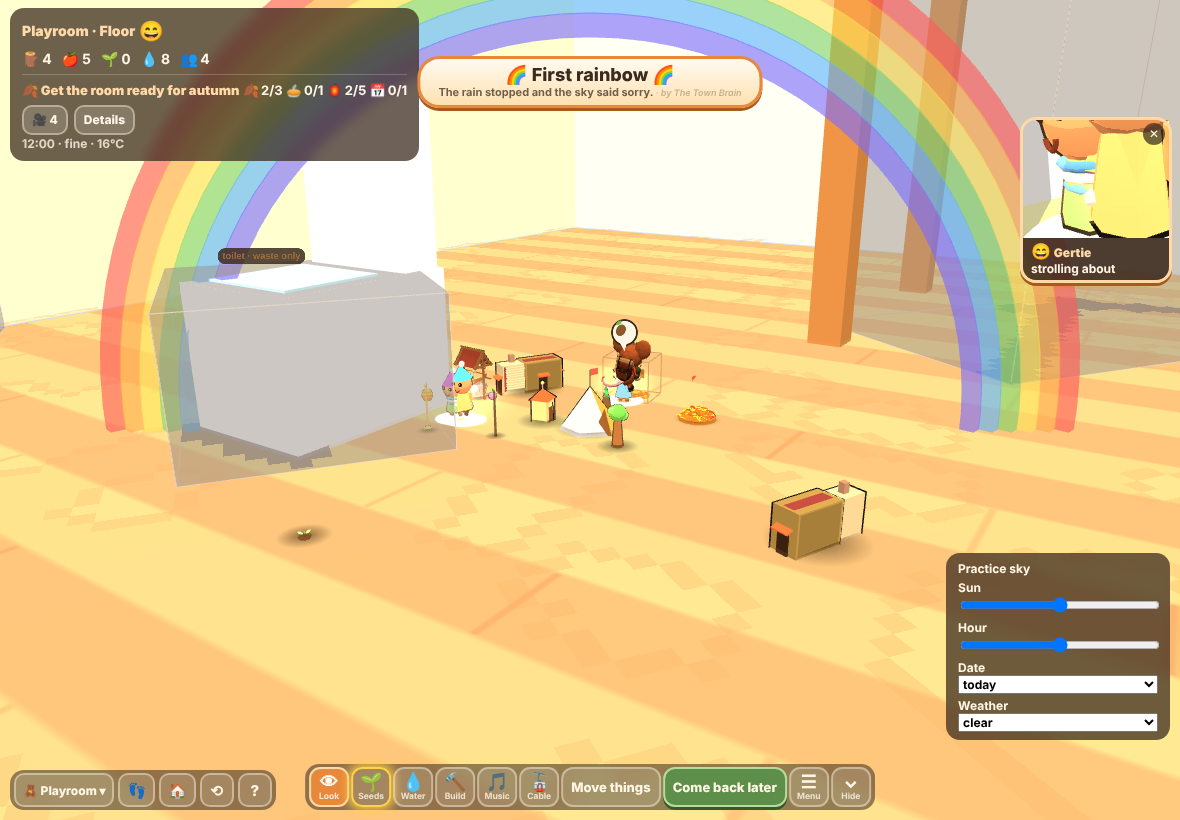 Playroom · Floor
4 5 0 8 4
Get the room ready for autumn 2/3 0/1 2/5 0/1
4 Details
12:00 · fine · 16°C
First rainbow
The rain stopped and the sky said sorry. · by The Town Brain
Gertie
strolling about
toilet · waste only
Practice sky
Sun
Hour
Date
today
Weather
clear
Playroom ▾
?
Look
Seeds
Water
Build
Music
Cable
Move things
Come back later
Menu
Hide